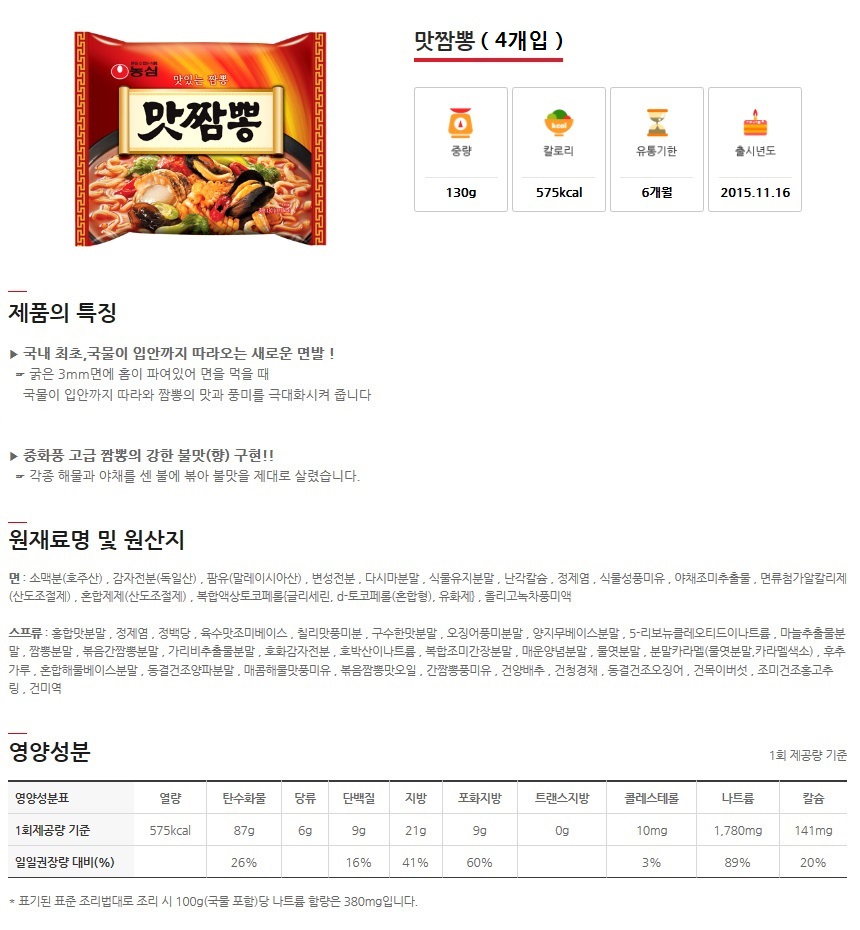 농심
맛있는 짬뽕
맛짬뽕
맛짬뽕 ( 4개입 )
중량
칼로리
유통기한
출시년도
130g
575kcal
6개월
2015.11.16
제품의 특징
▶ 국내 최초,국물이 입안까지 따라오는 새로운 면발 !
☞ 굵은 3mm면에 홈이 파여있어 면을 먹을 때
국물이 입안까지 따라와 짬뽕의 맛과 풍미를 극대화시켜 줍니다
▶ 중화풍 고급 짬뽕의 강한 불맛(향) 구현!!
☞ 각종 해물과 야채를 센 불에 볶아 불맛을 제대로 살렸습니다.
원재료명 및 원산지
면 : 소맥분(호주산) , 감자전분(독일산) , 팜유(말레이시아산) , 변성전분 , 다시마분말 , 식물유지분말 , 난각칼슘 , 정제염 , 식물성풍미유 , 야채조미추출물 , 면류첨가알칼리제
(산도조절제) , 혼합제제(산도조절제) , 복합액상토코페롤{글리세린, d-토코페롤(혼합형), 유화제} , 올리고녹차풍미액
스프류 : 홍합맛분말 , 정제염 , 정백당 , 육수맛조미베이스 , 칠리맛풍미분 , 구수한맛분말 , 오징어풍미분말 , 양지무베이스분말 , 5-리보뉴클레오티드이나트륨 , 마늘추출물분
말 , 짬뽕분말 , 볶음간짬뽕분말 , 가리비추출물분말 , 호화감자전분 , 호박산이나트륨 , 복합조미간장분말 , 매운양념분말 , 물엿분말 , 분말카라멜(물엿분말,카라멜색소) , 후추
가루 , 혼합해물베이스분말 , 동결건조양파분말 , 매콤해물맛풍미유 , 볶음짬뽕맛오일 , 간짬뽕풍미유 , 건양배추 , 건청경채 , 동결건조오징어 , 건목이버섯 , 조미건조홍고추
링 , 건미역
영양성분
1회 제공량 기준
영양성분표 열량 탄수화물 당류 단백질 지방 포화지방 트랜스지방 콜레스테롤 나트륨 칼슘
1회제공량 기준 575kcal 87g 6g 9g 21g 9g 0g 10mg 1,780mg 141mg
일일권장량 대비(%) 26% 16% 41% 60% 3% 89% 20%
* 표기된 표준 조리법대로 조리 시 100g(국물 포함)당 나트륨 함량은 380mg입니다.